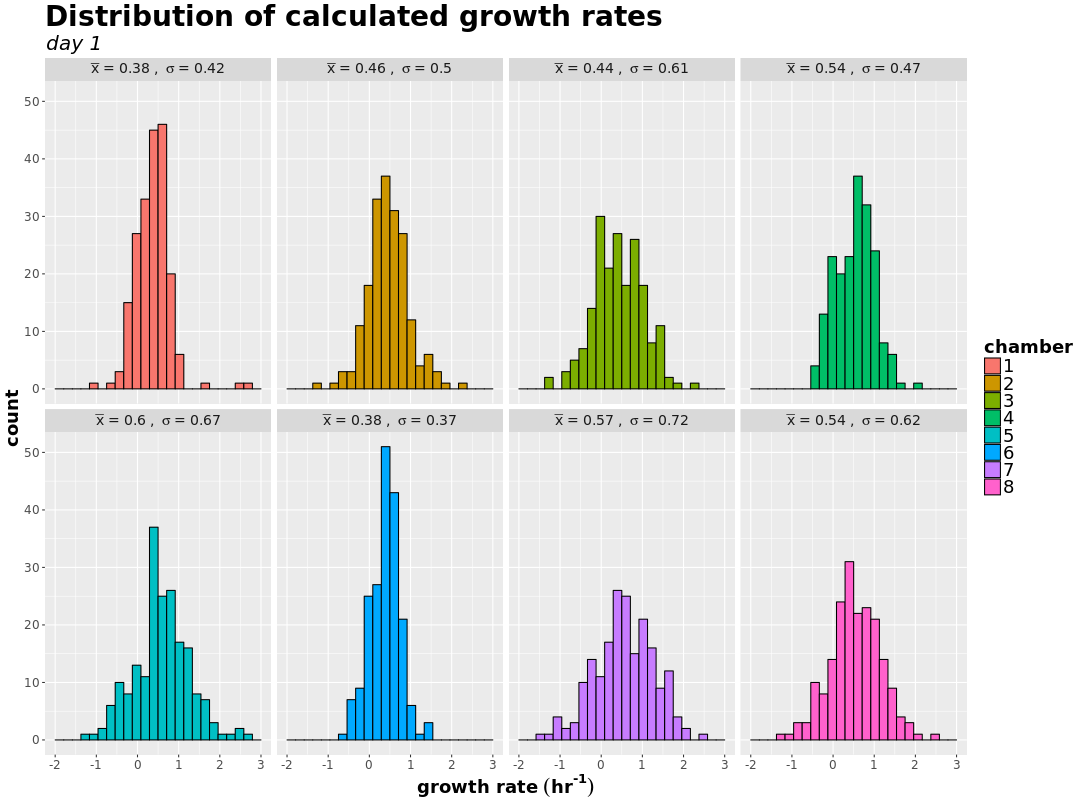 Distribution of calculated growth rates
day 1
x̅ = 0.38 , σ = 0.42
x̅ = 0.46 , σ = 0.5
x̅ = 0.44 , σ = 0.61
x̅ = 0.54 , σ = 0.47
50
40
30
20
10
0
x̅ = 0.6 , σ = 0.67
x̅ = 0.38 , σ = 0.37
x̅ = 0.57 , σ = 0.72
x̅ = 0.54 , σ = 0.62
50
40
30
20
10
0
-2 -1 0 1 2 3
-2 -1 0 1 2 3
-2 -1 0 1 2 3
-2 -1 0 1 2 3
count
growth rate (hr⁻¹)
chamber
1
2
3
4
5
6
7
8